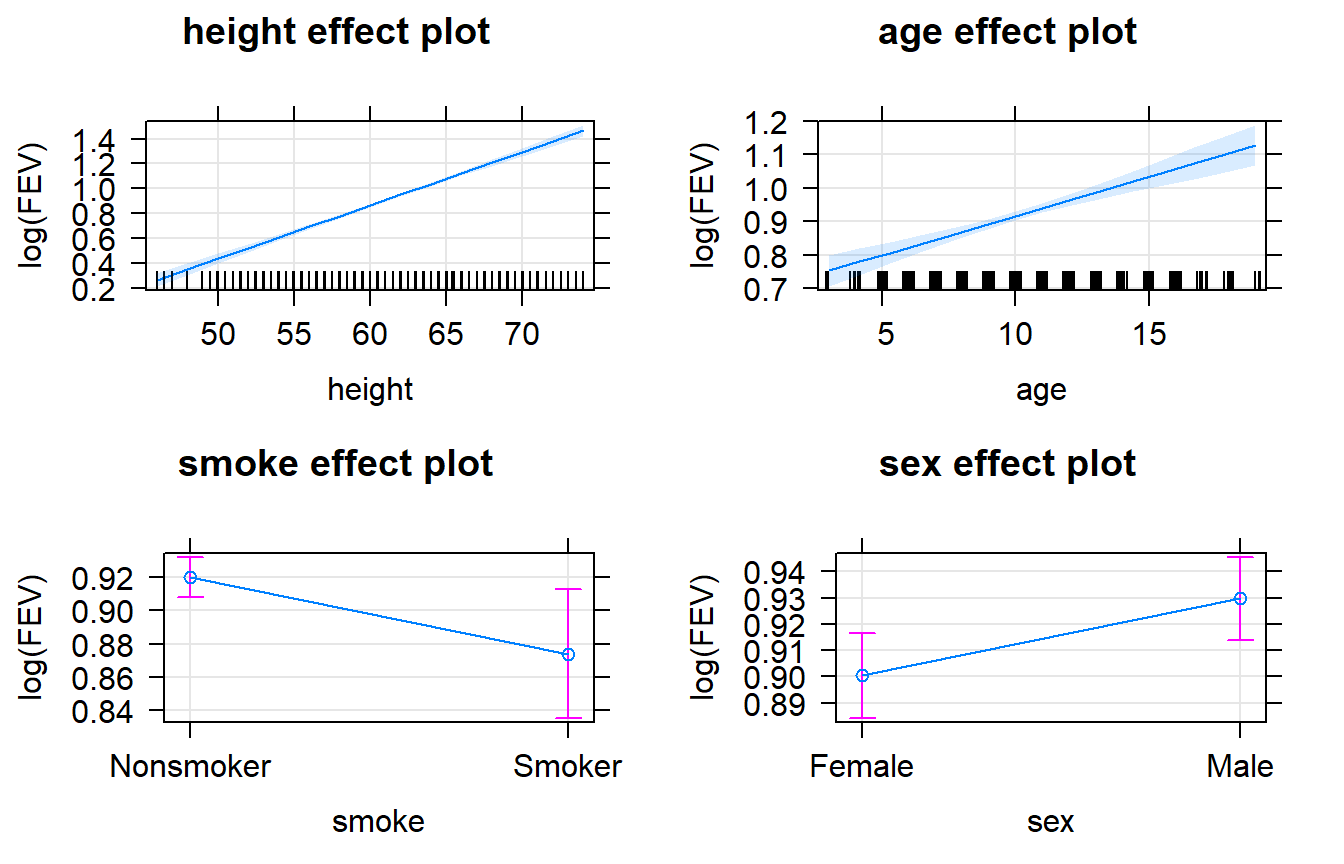 height effect plot
log(FEV)
1.4
1.2
1.0
0.8
0.6
0.4
0.2
50 55 60 65 70
height
age effect plot
log(FEV)
1.2
1.1
1.0
0.9
0.8
0.7
5 10 15
age
smoke effect plot
log(FEV)
0.92
0.90
0.88
0.86
0.84
Nonsmoker Smoker
smoke
sex effect plot
log(FEV)
0.94
0.93
0.92
0.91
0.90
0.89
Female Male
sex